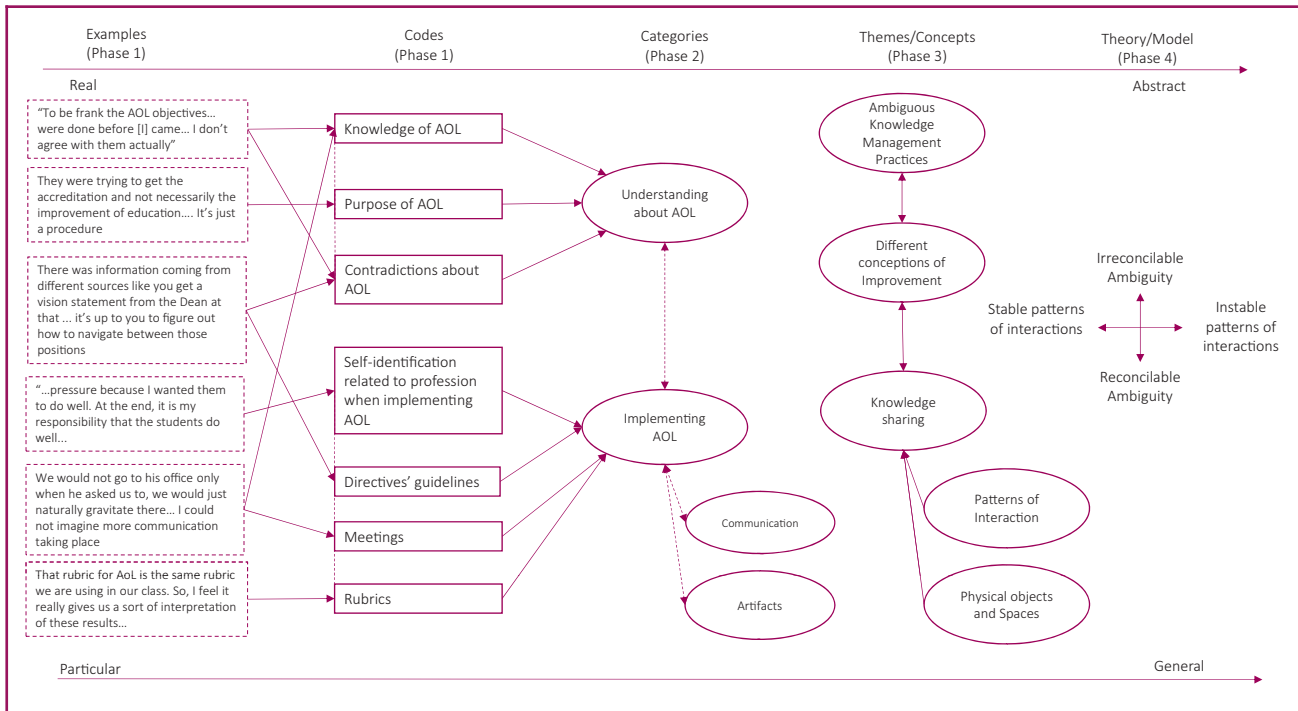 Examples
(Phase 1)
Codes
(Phase 1)
Categories
(Phase 2)
Themes/Concepts
(Phase 3)
Theory/Model
(Phase 4)
Real
Abstract
“To be frank the AOL objectives…
were done before [I] came… I don’t
agree with them actually”
They were trying to get the
accreditation and not necessarily the
improvement of education…. It’s just
a procedure
There was information coming from
different sources like you get a
vision statement from the Dean at
that … it’s up to you to figure out
how to navigate between those
positions
“…pressure because I wanted them
to do well. At the end, it is my
responsibility that the students do
well…
We would not go to his office only
when he asked us to, we would just
naturally gravitate there… I could
not imagine more communication
taking place
That rubric for AoL is the same rubric
we are using in our class. So, I feel it
really gives us a sort of interpretation
of these results…
Knowledge of AOL
Purpose of AOL
Contradictions about
AOL
Self-identification
related to profession
when implementing
AOL
Directives’ guidelines
Meetings
Rubrics
Understanding
about AOL
Implementing
AOL
Communication
Artifacts
Ambiguous
Knowledge
Management
Practices
Different
conceptions of
Improvement
Knowledge
sharing
Patterns of
Interaction
Physical objects
and Spaces
Irreconcilable
Ambiguity
Stable patterns
of interactions
Instable
patterns of
interactions
Reconcilable
Ambiguity
Particular
General